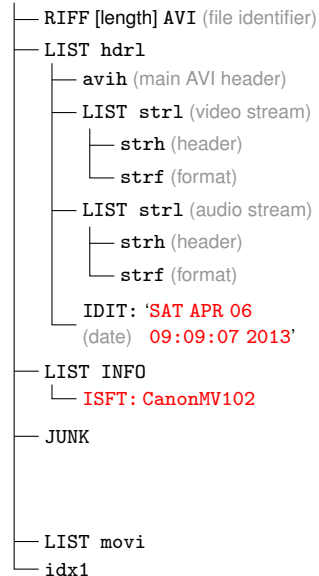 RIFF [length] AVI (file identifier)
LIST hdrl
avih (main AVI header)
LIST strl (video stream)
strh (header)
strf (format)
LIST strl (audio stream)
strh (header)
strf (format)
IDIT: ‘SAT APR 06
(date) 09:09:07 2013’
LIST INFO
ISFT: CanonMV102
JUNK
LIST movi
idx1